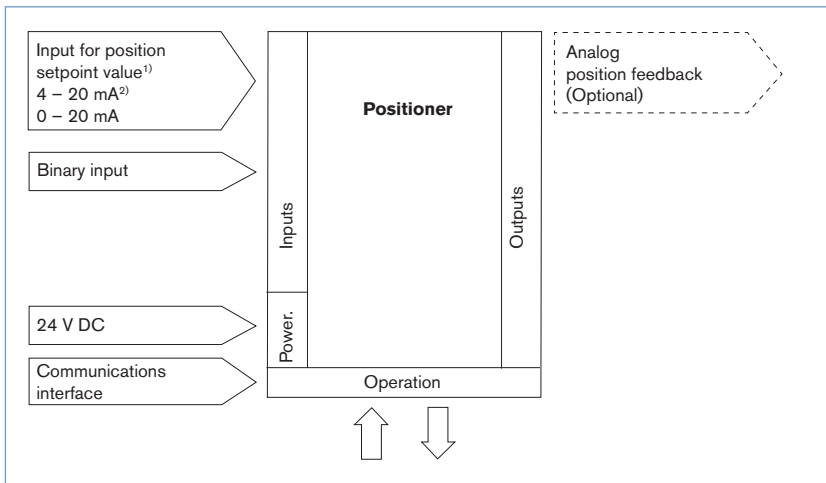 Input for position
setpoint value¹⁾
4 – 20 mA²⁾
0 – 20 mA
Binary input
24 V DC
Communications
interface
Positioner
Inputs
Power.
Outputs
Operation
Analog
position feedback
(Optional)